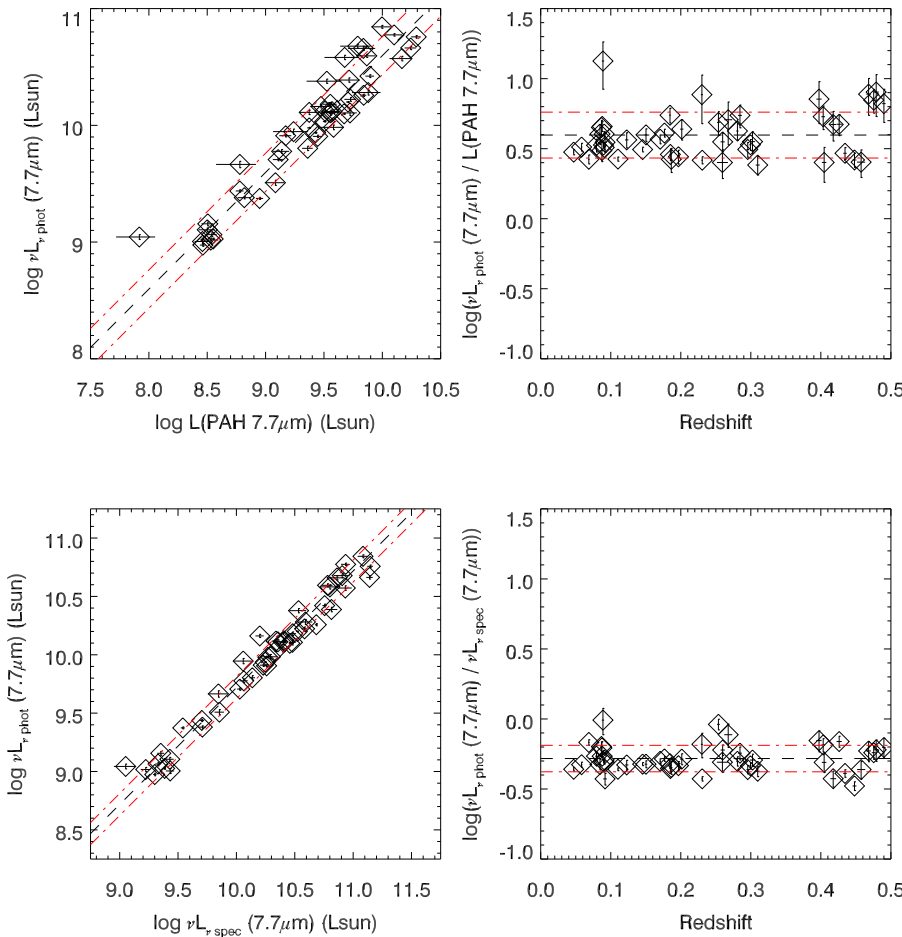 11
10
9
8
7.5 8.0 8.5 9.0 9.5 10.0 10.5
log L(PAH 7.7μm) (Lsun)
log νLν phot (7.7μm) (Lsun)
1.5
1.0
0.5
0.0
-0.5
-1.0
0.0 0.1 0.2 0.3 0.4 0.5
Redshift
log(νLν phot (7.7μm) / L(PAH 7.7μm))
11.0
10.5
10.0
9.5
9.0
8.5
9.0 9.5 10.0 10.5 11.0 11.5
log νLν spec (7.7μm) (Lsun)
log νLν phot (7.7μm) (Lsun)
1.5
1.0
0.5
0.0
-0.5
-1.0
0.0 0.1 0.2 0.3 0.4 0.5
Redshift
log(νLν phot (7.7μm) / νLν spec (7.7μm))